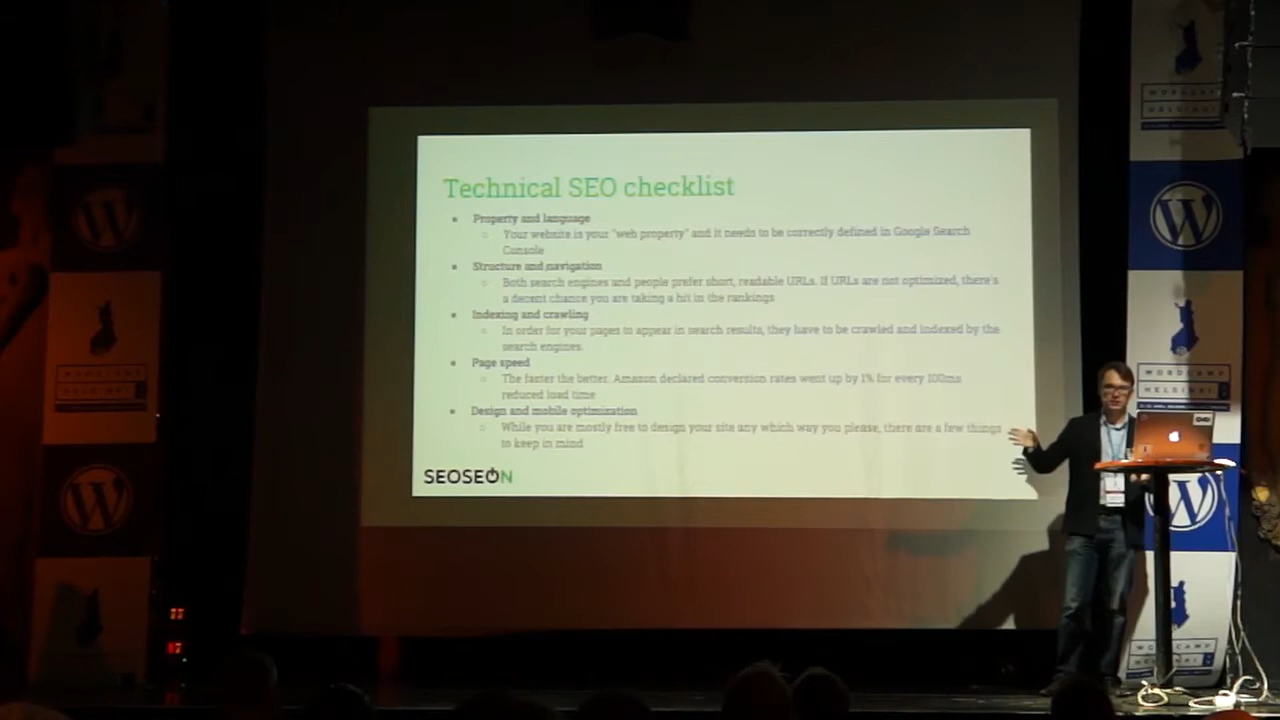 Technical SEO checklist
Property and language
Your website is your "web property" and it needs to be correctly defined in Google Search
Console
Structure and navigation
Both search engines and people prefer short, readable URLs. If URLs are not optimized, there's
a decent chance you are taking a hit in the rankings
Indexing and crawling
In order for your pages to appear in search results, they have to be crawled and indexed by the
search engines.
Page speed
The faster the better. Amazon declared conversion rates went up by 1% for every 100ms
reduced load time
Design and mobile optimization
While you are mostly free to design your site any which way you please, there are a few things
to keep in mind
SEOSEON
WORDCAMP
HELSINKI
W
WORDCAMP
HELSINKI
W
WORDCAMP
HELSINKI
W
W